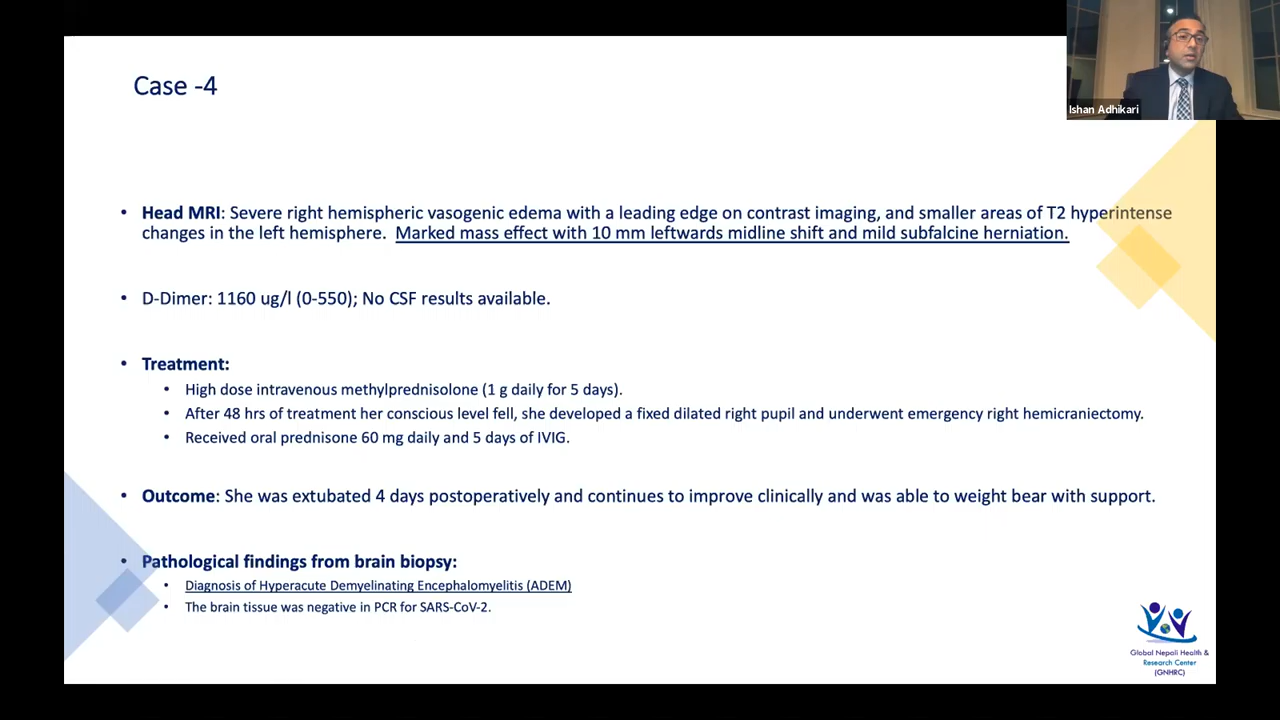 Case -4
Ishan Adhikari
• Head MRI: Severe right hemispheric vasogenic edema with a leading edge on contrast imaging, and smaller areas of T2 hyperintense
changes in the left hemisphere. Marked mass effect with 10 mm leftwards midline shift and mild subfalcine herniation.
• D-Dimer: 1160 ug/l (0-550); No CSF results available.
• Treatment:
• High dose intravenous methylprednisolone (1 g daily for 5 days).
• After 48 hrs of treatment her conscious level fell, she developed a fixed dilated right pupil and underwent emergency right hemicraniectomy.
• Received oral prednisone 60 mg daily and 5 days of IVIG.
• Outcome: She was extubated 4 days postoperatively and continues to improve clinically and was able to weight bear with support.
• Pathological findings from brain biopsy:
• Diagnosis of Hyperacute Demyelinating Encephalomyelitis (ADEM)
• The brain tissue was negative in PCR for SARS-CoV-2.
Global Nepali Health &
Research Center
(GNHRC)